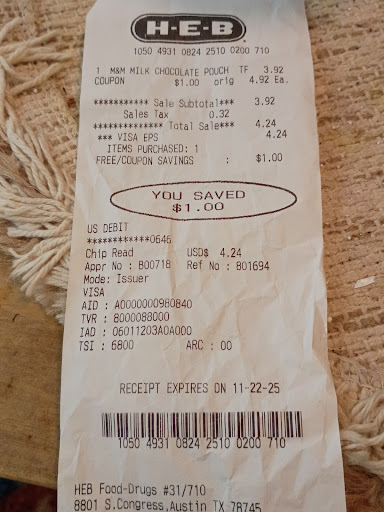 H-E-B
1050 4931 0824 2510 0200 710
1 M&M MILK CHOCOLATE POUCH TF 3.92
COUPON $1.00 orig 4.92 Ea.
*********** Sale Subtotal*** 3.92
Sales Tax 0.32
************** Total Sale*** 4.24
*** VISA EPS 4.24
ITEMS PURCHASED: 1
FREE/COUPON SAVINGS : $1.00
YOU SAVED
$1.00
US DEBIT
************0646
Chip Read USD$ 4.24
Appr No : B00718 Ref No : B01694
Mode: Issuer
VISA
AID : A0000000980840
TVR : 8000088000
IAD : 06011203A0A000
TSI : 6800 ARC : 00
RECEIPT EXPIRES ON 11-22-25
1050 4931 0824 2510 0200 710
HEB Food-Drugs #31/710
8801 S.Congress,Austin TX 78745